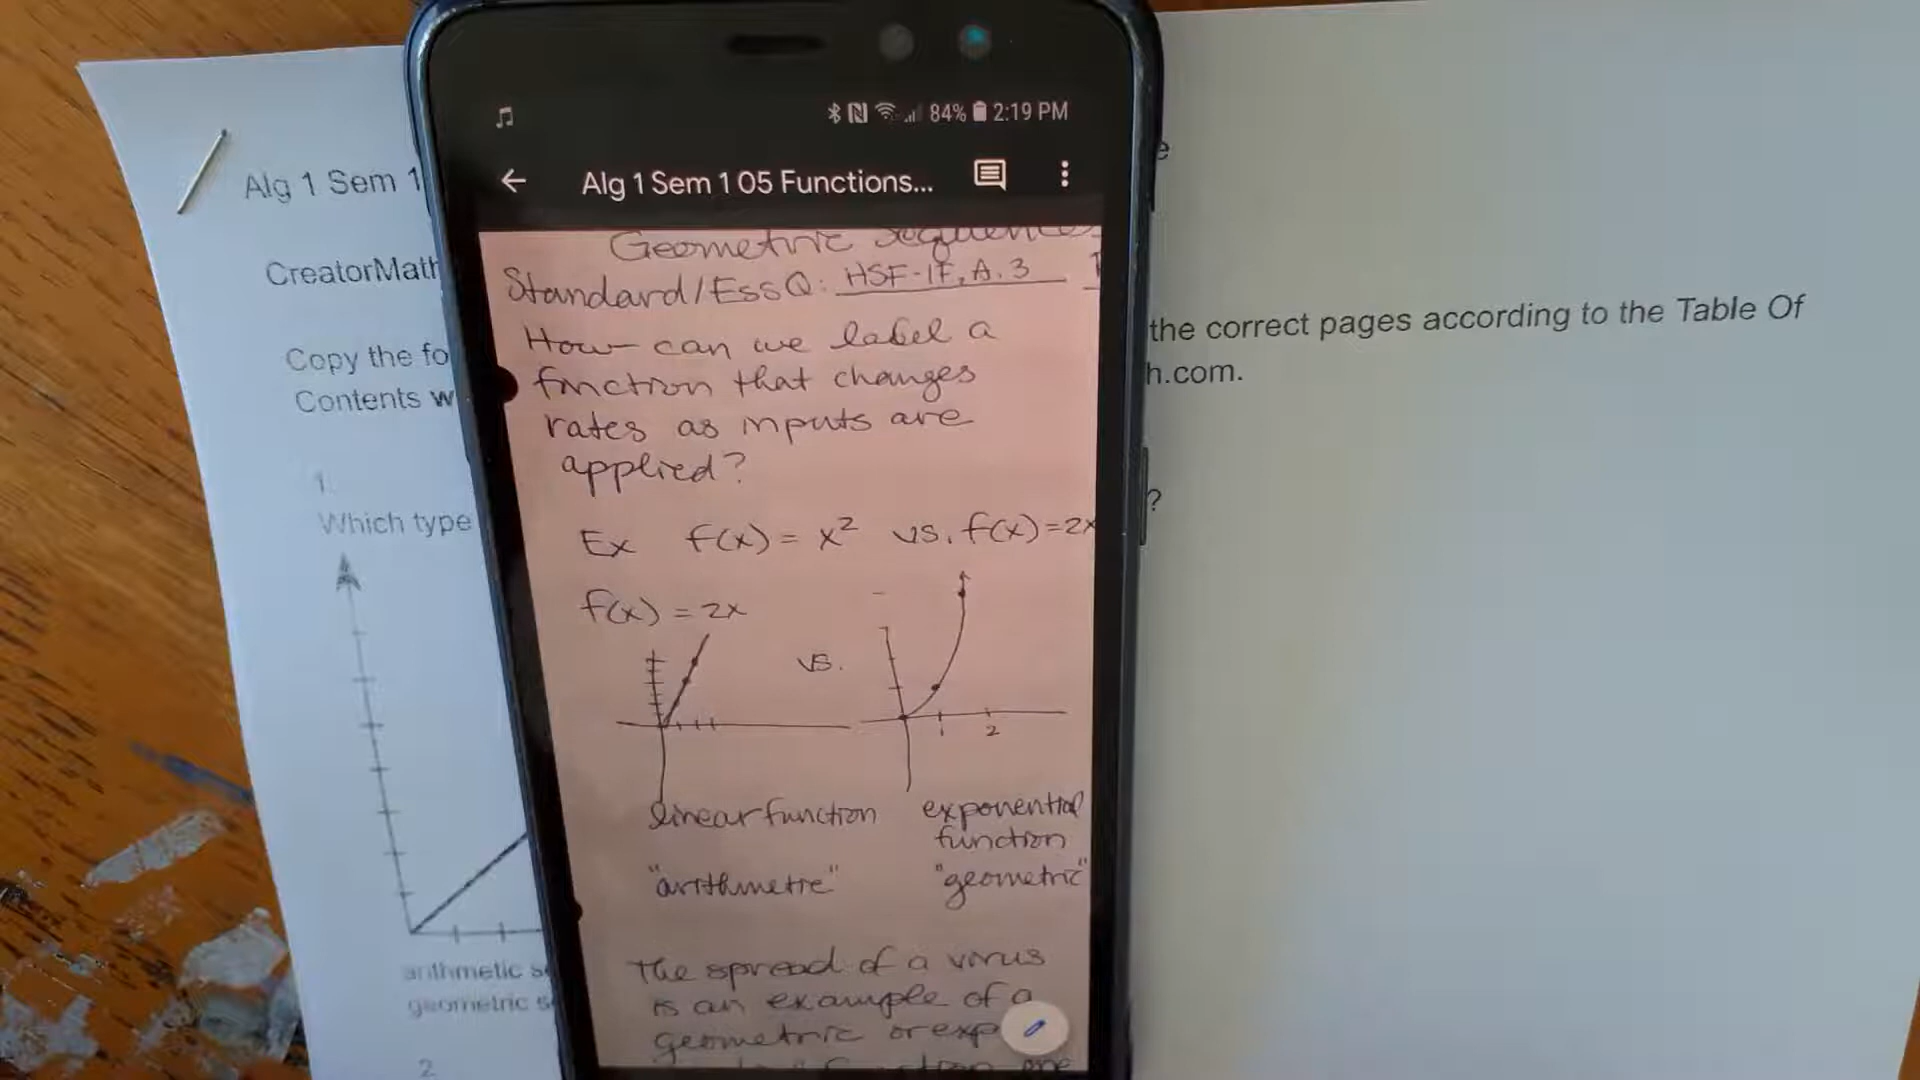 84% 2:19 PM
Alg 1 Sem 1 05 Functions...
Geometric Sequences
Standard/Ess Q: HSF-IF.A.3
How can we label a
function that changes
rates as inputs are
applied?
Ex f(x) = x² vs. f(x)=2x
f(x) = 2x
vs.
1 2
linear function exponential
function
"arithmetic" "geometric"
The spread of a virus
is an example of a
geometric or exp
Alg 1 Sem 1
CreatorMath
Copy the fo
the correct pages according to the Table Of
Contents w
h.com.
1.
Which type
?
arithmetic s
geometric s
2